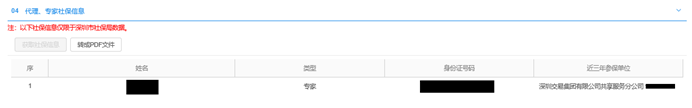 04 代理、专家社保信息
注：以下社保信息仅限于深圳市社保局数据。
获取社保信息 转成PDF文件
序 姓名 类型 身份证号码 近三年参保单位
1 专家 深圳交易集团有限公司共享服务分公司